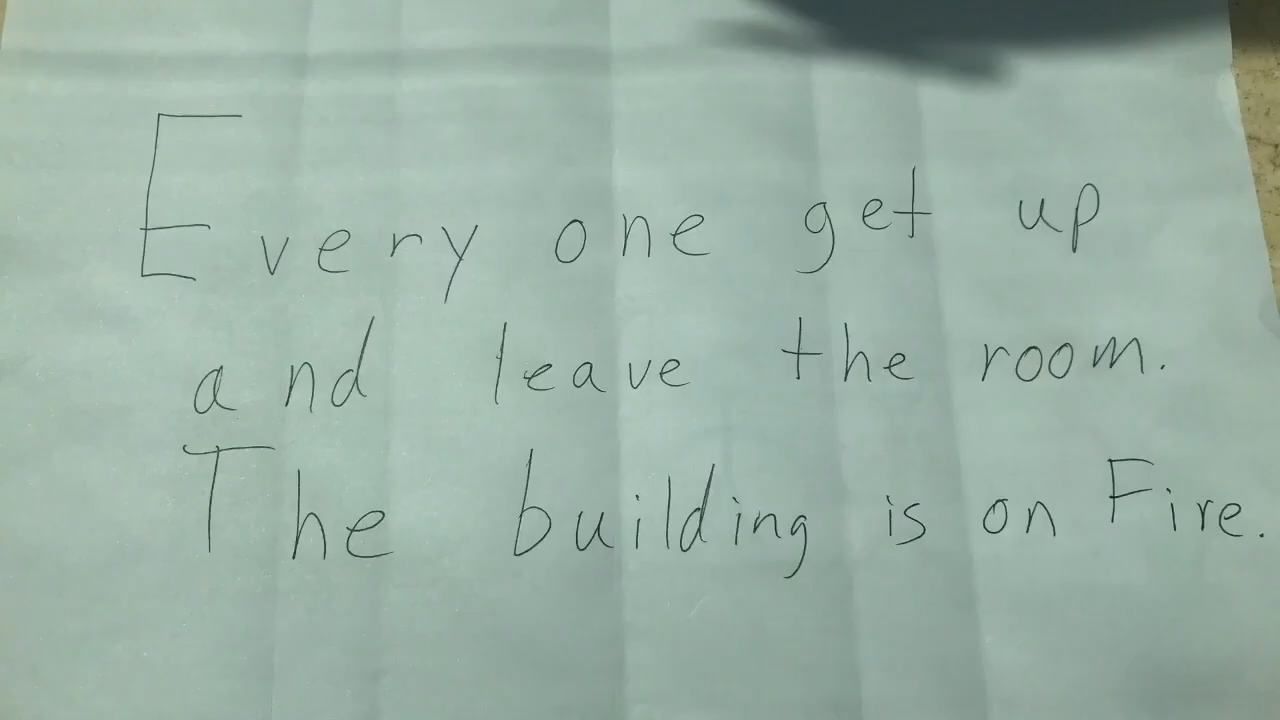 Every one get up
and leave the room.
The building is on Fire.